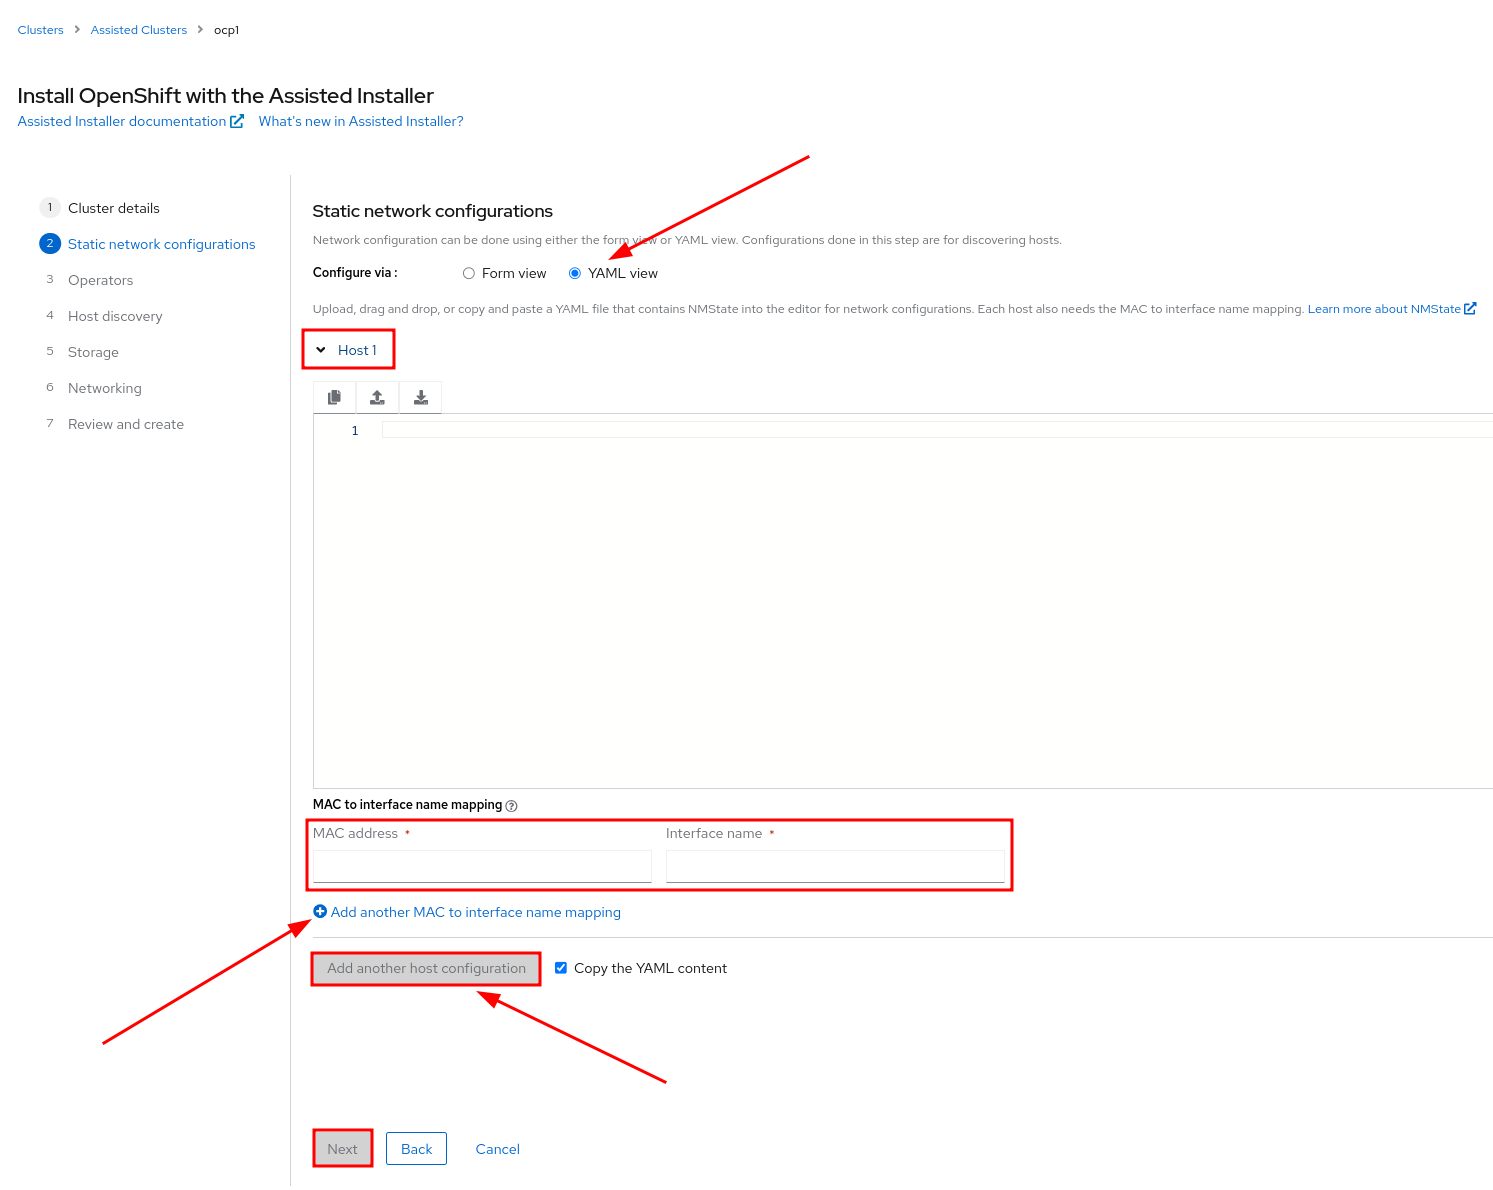 Clusters > Assisted Clusters > ocp1
Install OpenShift with the Assisted Installer
Assisted Installer documentation What's new in Assisted Installer?
1 Cluster details
2 Static network configurations
3 Operators
4 Host discovery
5 Storage
6 Networking
7 Review and create
Static network configurations
Network configuration can be done using either the form view or YAML view. Configurations done in this step are for discovering hosts.
Configure via : Form view YAML view
Upload, drag and drop, or copy and paste a YAML file that contains NMState into the editor for network configurations. Each host also needs the MAC to interface name mapping. Learn more about NMState
Host 1
1
MAC to interface name mapping ?
MAC address * Interface name *
Add another MAC to interface name mapping
Add another host configuration Copy the YAML content
Next Back Cancel